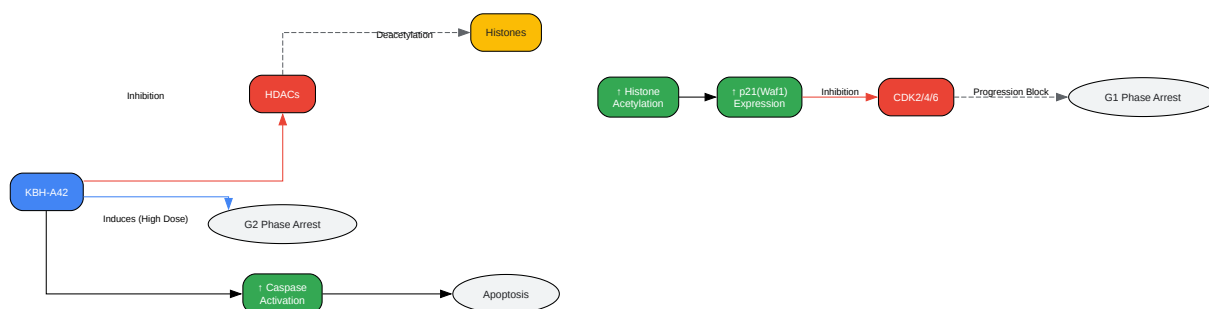 Histones
Deacetylation
HDACs
Inhibition
KBH-A42
Induces (High Dose)
G2 Phase Arrest
↑ Caspase
Activation
Apoptosis
↑ Histone
Acetylation
↑ p21(Waf1)
Expression
Inhibition
CDK2/4/6
Progression Block
G1 Phase Arrest